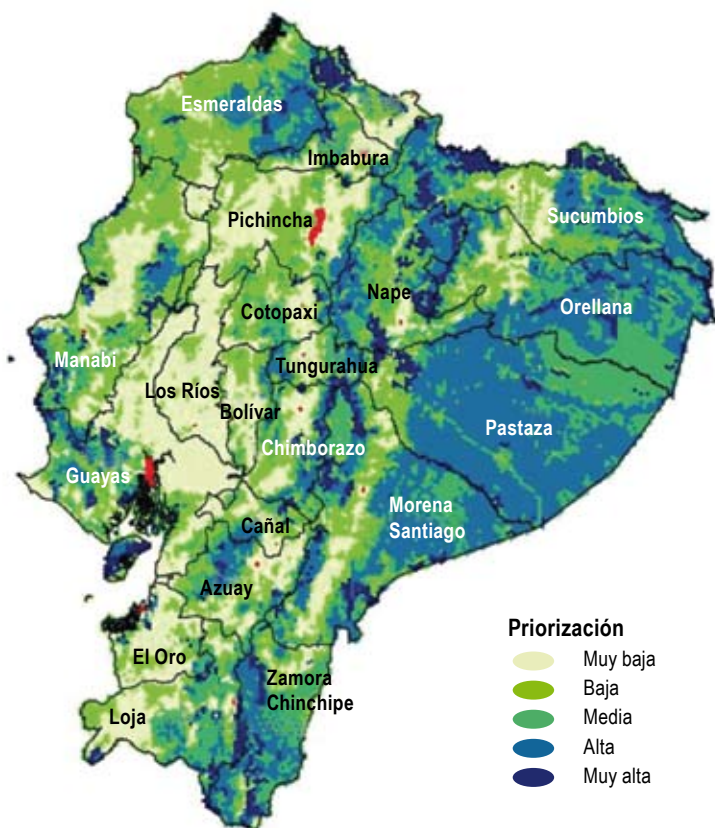 Esmeraldas
Imbabura
Pichincha
Sucumbios
Cotopaxi
Nape
Orellana
Manabí
Tungurahua
Los Ríos
Bolívar
Pastaza
Chimborazo
Guayas
Morena
Santiago
Cañal
Azuay
El Oro
Zamora
Chinchipe
Loja
Priorización
Muy baja
Baja
Media
Alta
Muy alta